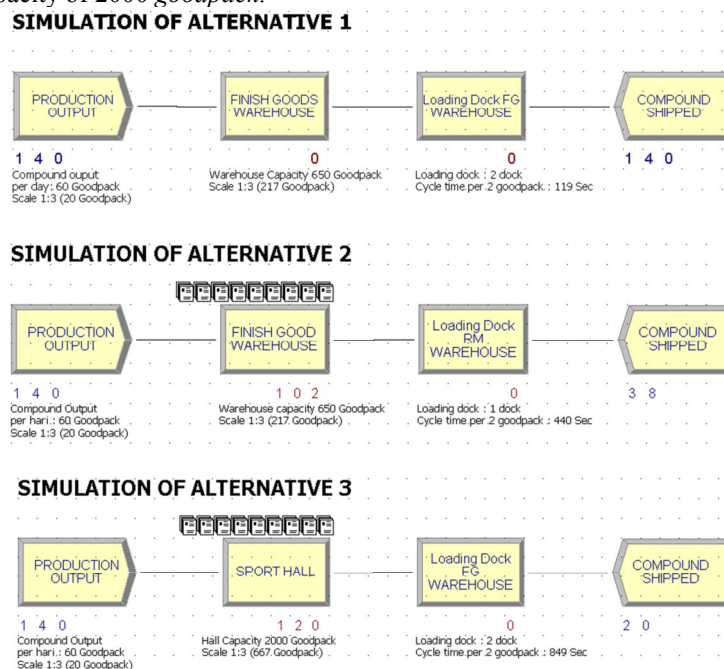 pacity of 2000 goodpack.
SIMULATION OF ALTERNATIVE 1
PRODUCTION OUTPUT
FINISH GOODS WAREHOUSE
Loading Dock FG WAREHOUSE
COMPOUND SHIPPED
1 4 0
0
0
1 4 0
Compound ouput
per day: 60 Goodpack
Scale 1:3 (20 Goodpack)
Warehouse Capacity 650 Goodpack
Scale 1:3 (217 Goodpack)
Loading dock : 2 dock
Cycle time per 2 goodpack : 119 Sec
SIMULATION OF ALTERNATIVE 2
PRODUCTION OUTPUT
FINISH GOOD WAREHOUSE
Loading Dock RM WAREHOUSE
COMPOUND SHIPPED
1 4 0
1 0 2
0
3 8
Compound Output
per hari.: 60 Goodpack
Scale 1:3 (20 Goodpack)
Warehouse capacity 650 Goodpack
Scale 1:3 (217 Goodpack)
Loading dock : 1 dock
Cycle time per 2 goodpack : 440 Sec
SIMULATION OF ALTERNATIVE 3
PRODUCTION OUTPUT
SPORT HALL
Loading Dock FG WAREHOUSE
COMPOUND SHIPPED
1 4 0
1 2 0
0
2 0
Compound Output
per hari.: 60 Goodpack
Scale 1:3 (20 Goodpack)
Hall Capacity 2000 Goodpack
Scale 1:3 (667 Goodpack)
Loading dock : 2 dock
Cycle time per 2 goodpack : 849 Sec